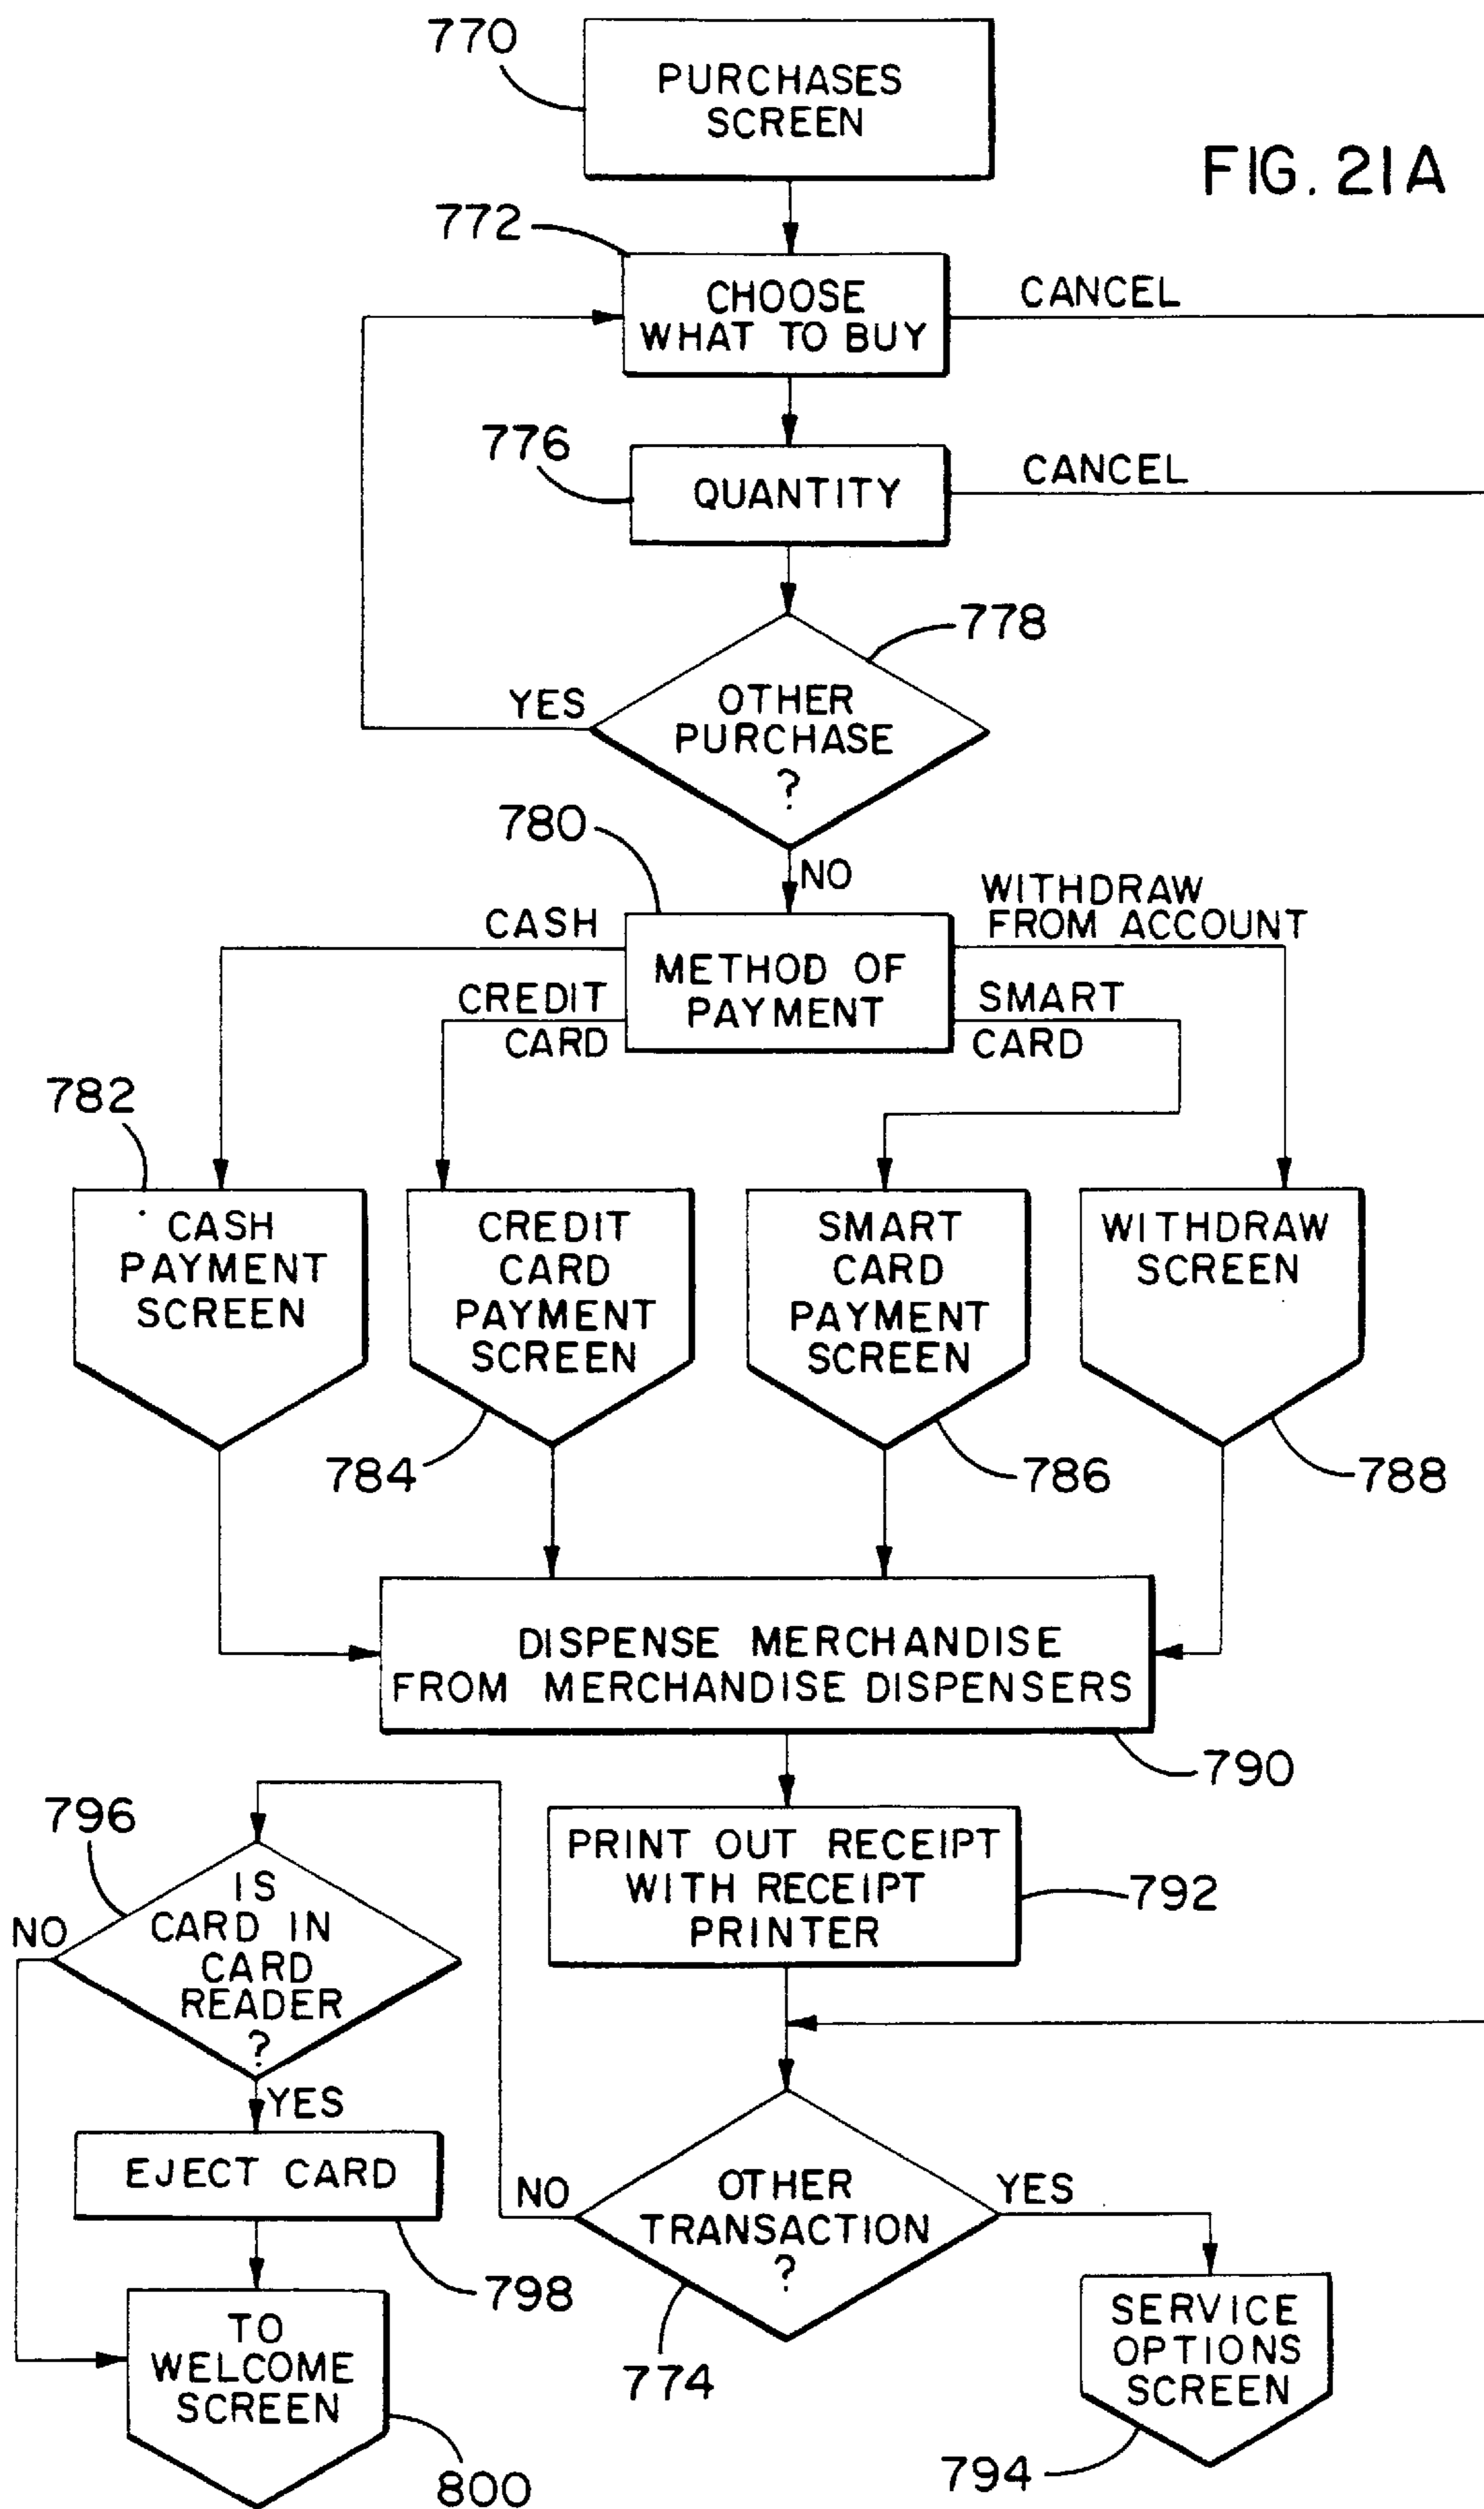 770
PURCHASES
SCREEN
FIG. 21A
772
CHOOSE
WHAT TO BUY
CANCEL
776
QUANTITY
CANCEL
778
OTHER
PURCHASE
?
YES
780
NO
CASH
WITHDRAW
FROM ACCOUNT
METHOD OF
PAYMENT
CREDIT
CARD
SMART
CARD
782
CASH
PAYMENT
SCREEN
CREDIT
CARD
PAYMENT
SCREEN
SMART
CARD
PAYMENT
SCREEN
WITHDRAW
SCREEN
784
786
788
DISPENSE MERCHANDISE
FROM MERCHANDISE DISPENSERS
790
796
IS
CARD IN
CARD
READER
?
NO
PRINT OUT RECEIPT
WITH RECEIPT
PRINTER
792
YES
EJECT CARD
798
NO
OTHER
TRANSACTION
?
YES
774
TO
WELCOME
SCREEN
800
SERVICE
OPTIONS
SCREEN
794